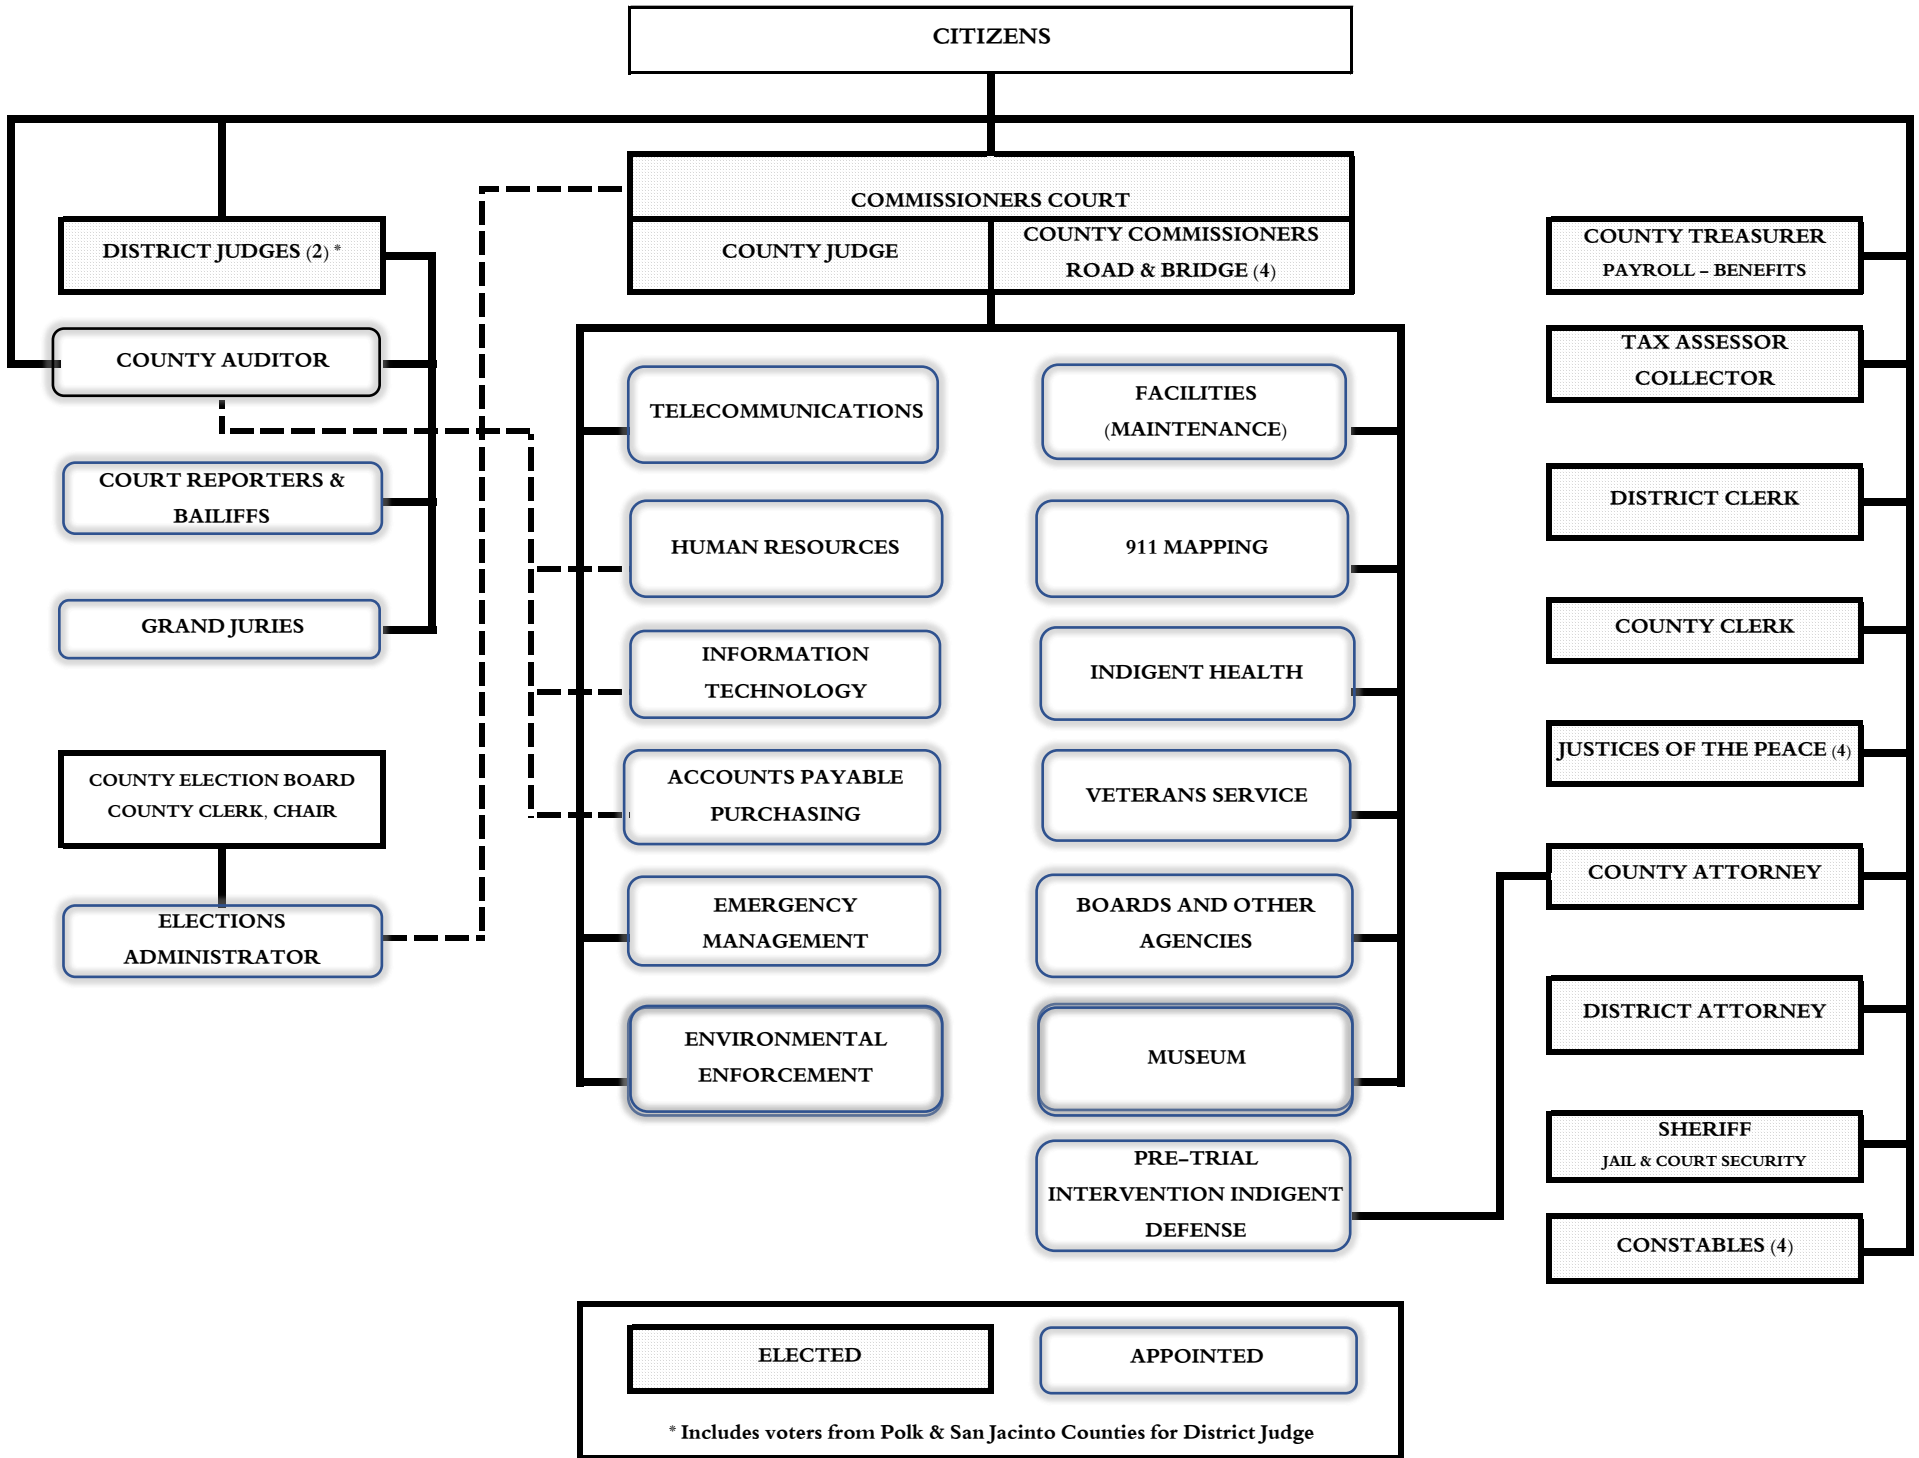 CITIZENS
COMMISSIONERS COURT
COUNTY JUDGE
COUNTY COMMISSIONERS
ROAD & BRIDGE (4)
DISTRICT JUDGES (2) *
COUNTY AUDITOR
COURT REPORTERS &
BAILIFFS
GRAND JURIES
COUNTY ELECTION BOARD
COUNTY CLERK, CHAIR
ELECTIONS
ADMINISTRATOR
TELECOMMUNICATIONS
HUMAN RESOURCES
INFORMATION
TECHNOLOGY
ACCOUNTS PAYABLE
PURCHASING
EMERGENCY
MANAGEMENT
ENVIRONMENTAL
ENFORCEMENT
FACILITIES
(MAINTENANCE)
911 MAPPING
INDIGENT HEALTH
VETERANS SERVICE
BOARDS AND OTHER
AGENCIES
MUSEUM
PRE-TRIAL
INTERVENTION INDIGENT
DEFENSE
COUNTY TREASURER
PAYROLL – BENEFITS
TAX ASSESSOR
COLLECTOR
DISTRICT CLERK
COUNTY CLERK
JUSTICES OF THE PEACE (4)
COUNTY ATTORNEY
DISTRICT ATTORNEY
SHERIFF
JAIL & COURT SECURITY
CONSTABLES (4)
ELECTED
APPOINTED
* Includes voters from Polk & San Jacinto Counties for District Judge